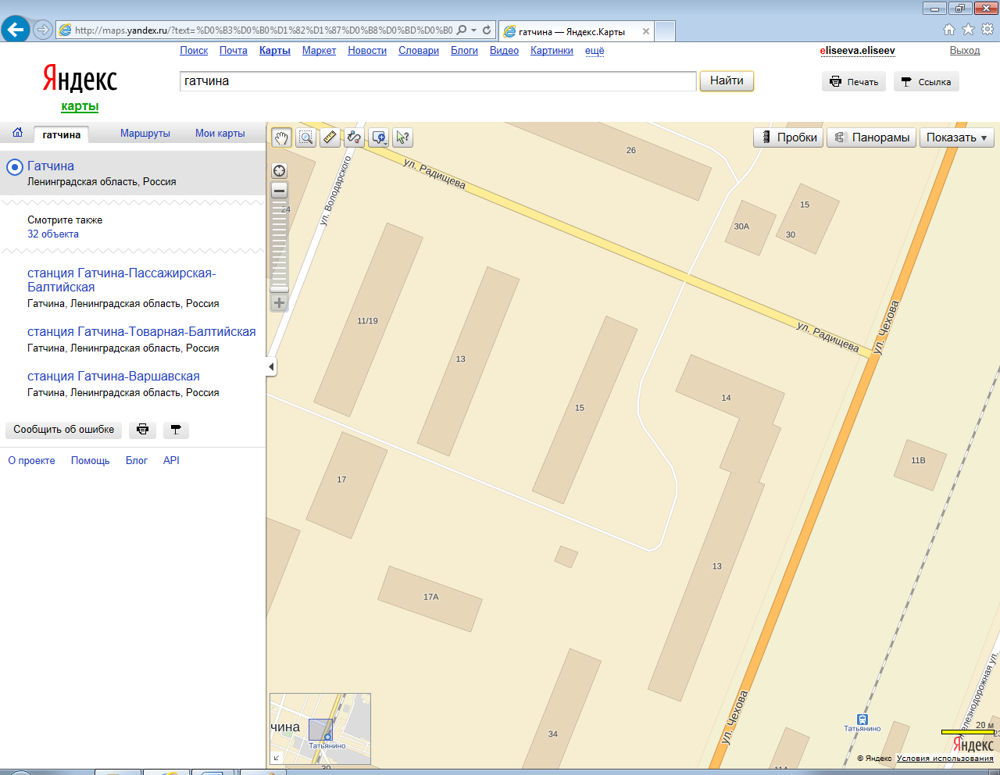 http://maps.yandex.ru/?text=%D0%B3%D0%B0%D1%82%D1%87%D0%B8%D0%BD%D0%B0
гатчина — Яндекс.Карты
Поиск Почта Карты Маркет Новости Словари Блоги Видео Картинки ещё
eliseeva.eliseev Выход
Яндекс
карты
гатчина
Найти
Печать Ссылка
гатчина Маршруты Мои карты
Гатчина
Ленинградская область, Россия
Смотрите также
32 объекта
станция Гатчина-Пассажирская-
Балтийская
Гатчина, Ленинградская область, Россия
станция Гатчина-Товарная-Балтийская
Гатчина, Ленинградская область, Россия
станция Гатчина-Варшавская
Гатчина, Ленинградская область, Россия
Сообщить об ошибке
О проекте Помощь Блог API
Пробки Панорамы Показать
26
ул. Радищева
ул. Володарского
24
15
30А
30
11/19
ул. Чехова
ул. Радищева
13
15
14
11В
17
13
17А
ул. Чехова
Татьянино
34
11А
чина
Татьянино
30
20 м
Яндекс
© Яндекс Условия использования